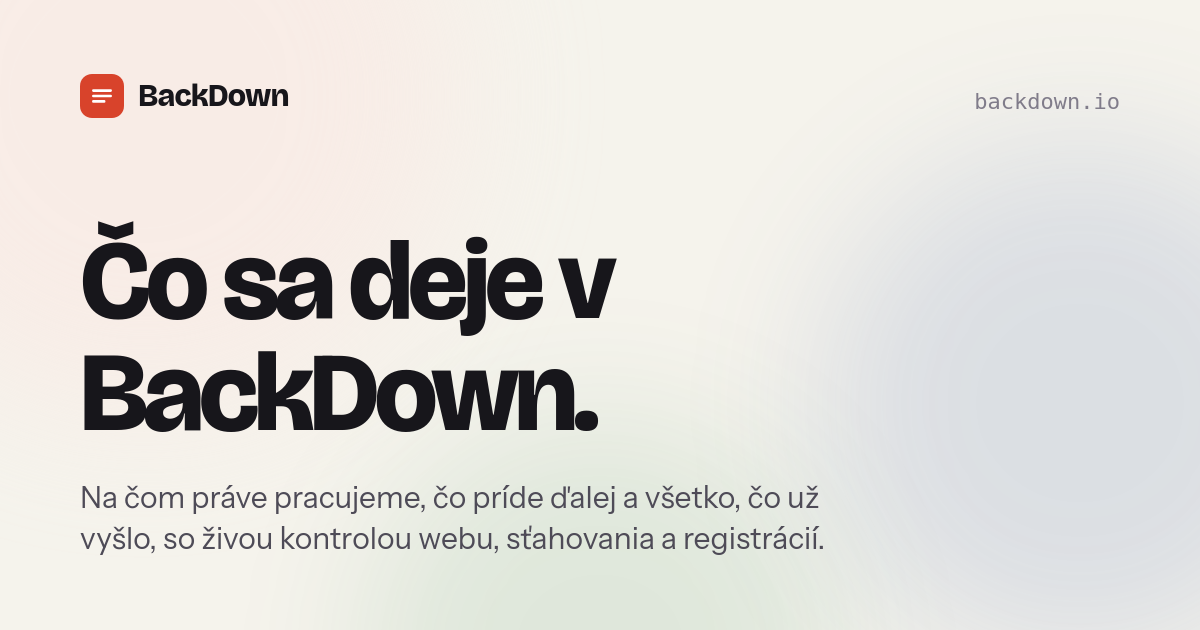 BackDown
backdown.io
Čo sa deje v
BackDown.
Na čom práve pracujeme, čo príde ďalej a všetko, čo už
vyšlo, so živou kontrolou webu, sťahovania a registrácií.